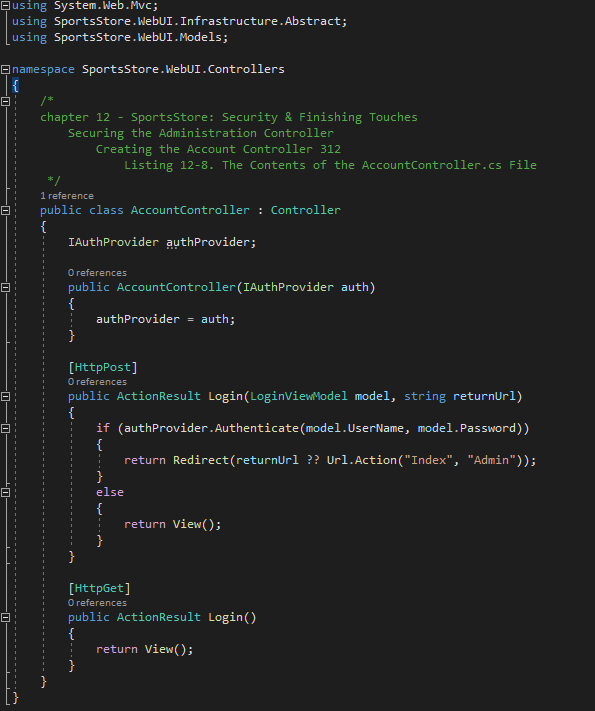 using System.Web.Mvc;
using SportsStore.WebUI.Infrastructure.Abstract;
using SportsStore.WebUI.Models;
namespace SportsStore.WebUI.Controllers
{
/*
chapter 12 - SportsStore: Security & Finishing Touches
Securing the Administration Controller
Creating the Account Controller 312
Listing 12-8. The Contents of the AccountController.cs File
*/
1 reference
public class AccountController : Controller
{
IAuthProvider authProvider;
0 references
public AccountController(IAuthProvider auth)
{
authProvider = auth;
}
[HttpPost]
0 references
public ActionResult Login(LoginViewModel model, string returnUrl)
{
if (authProvider.Authenticate(model.UserName, model.Password))
{
return Redirect(returnUrl ?? Url.Action("Index", "Admin"));
}
else
{
return View();
}
}
[HttpGet]
0 references
public ActionResult Login()
{
return View();
}
}
}